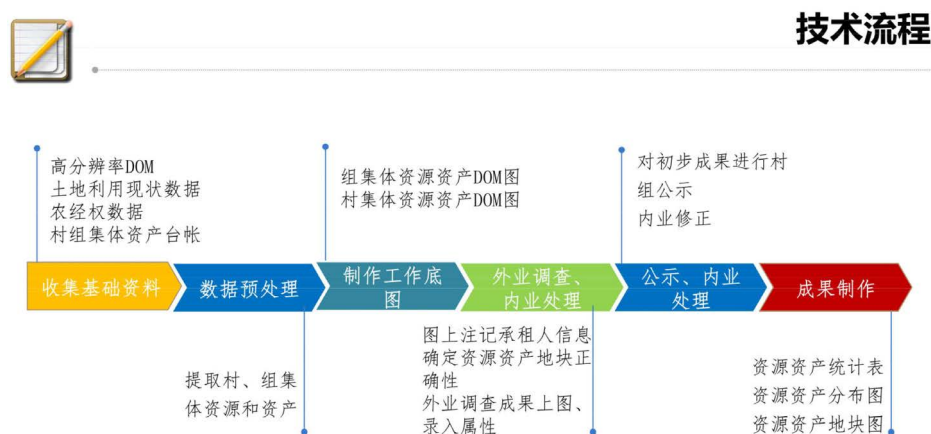 技术流程
高分辨率DOM
土地利用现状数据
农经权数据
村组集体资产台帐
组集体资源资产DOM图
村集体资源资产DOM图
对初步成果进行村
组公示
内业修正
收集基础资料
数据预处理
制作工作底
图
外业调查、
内业处理
公示、内业
处理
成果制作
提取村、组集
体资源和资产
图上注记承租人信息
确定资源资产地块正
确性
外业调查成果上图、
录入属性
资源资产统计表
资源资产分布图
资源资产地块图